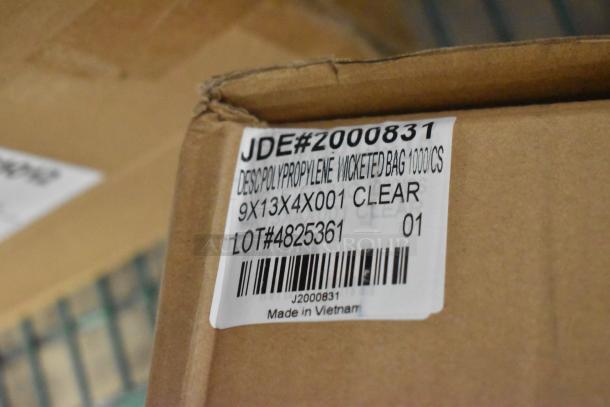 JDE#2000831
DESC:POLYPROPYLENE WICKETED BAG 1000/CS
9X13X4X001 CLEAR
LOT#4825361 01
J2000831
Made in Vietnam